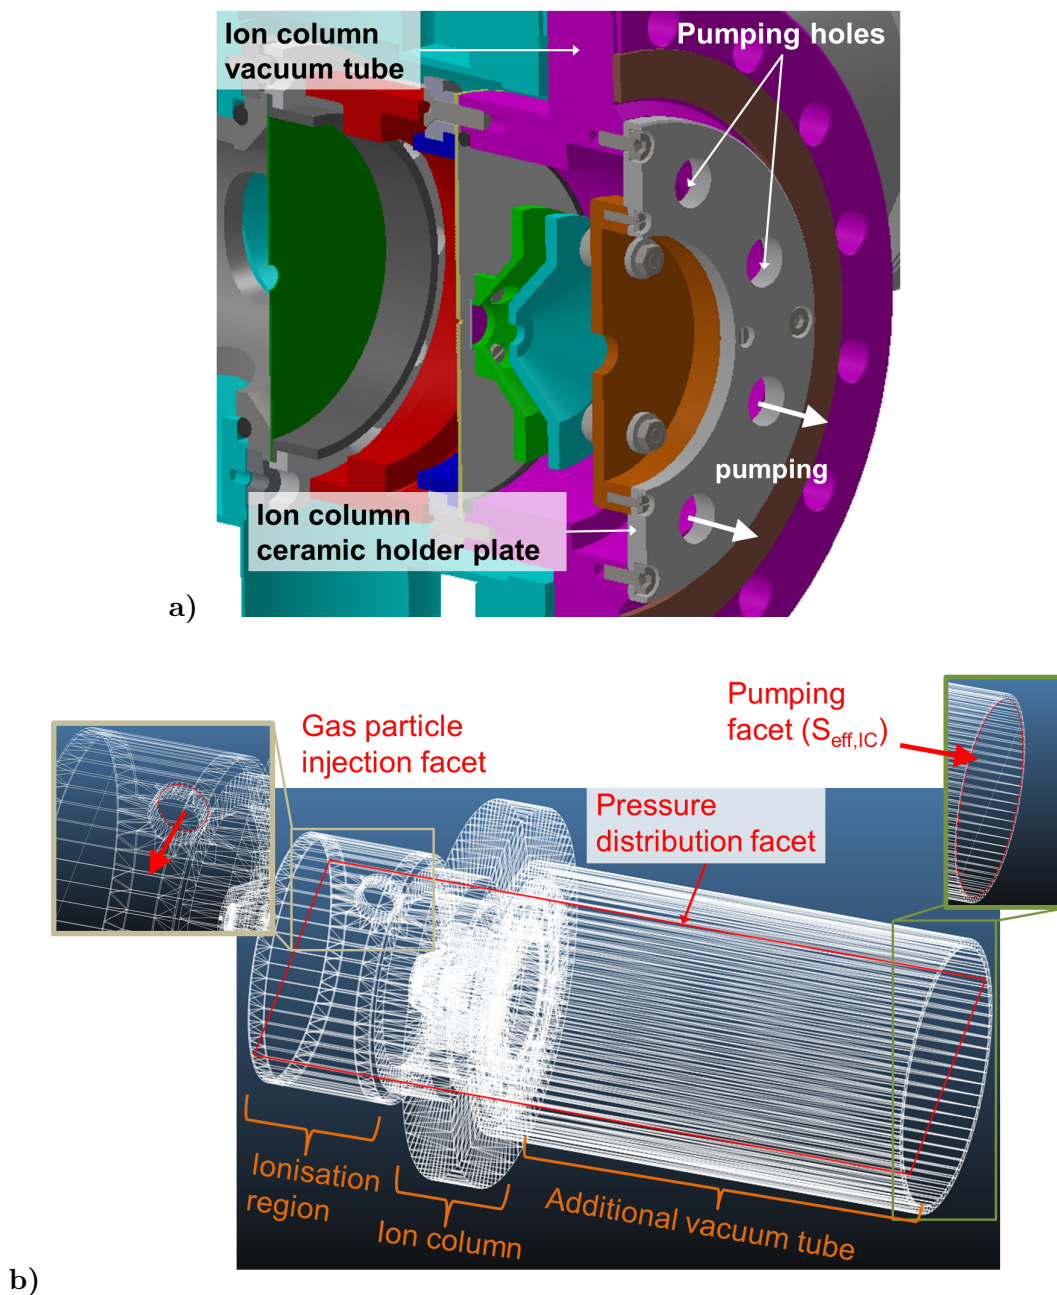 Ion column
vacuum tube
Pumping holes
pumping
Ion column
ceramic holder plate
a)
Gas particle
injection facet
Pumping
facet (S_eff,IC)
Pressure
distribution facet
Ionisation
region
Ion column
Additional vacuum tube
b)